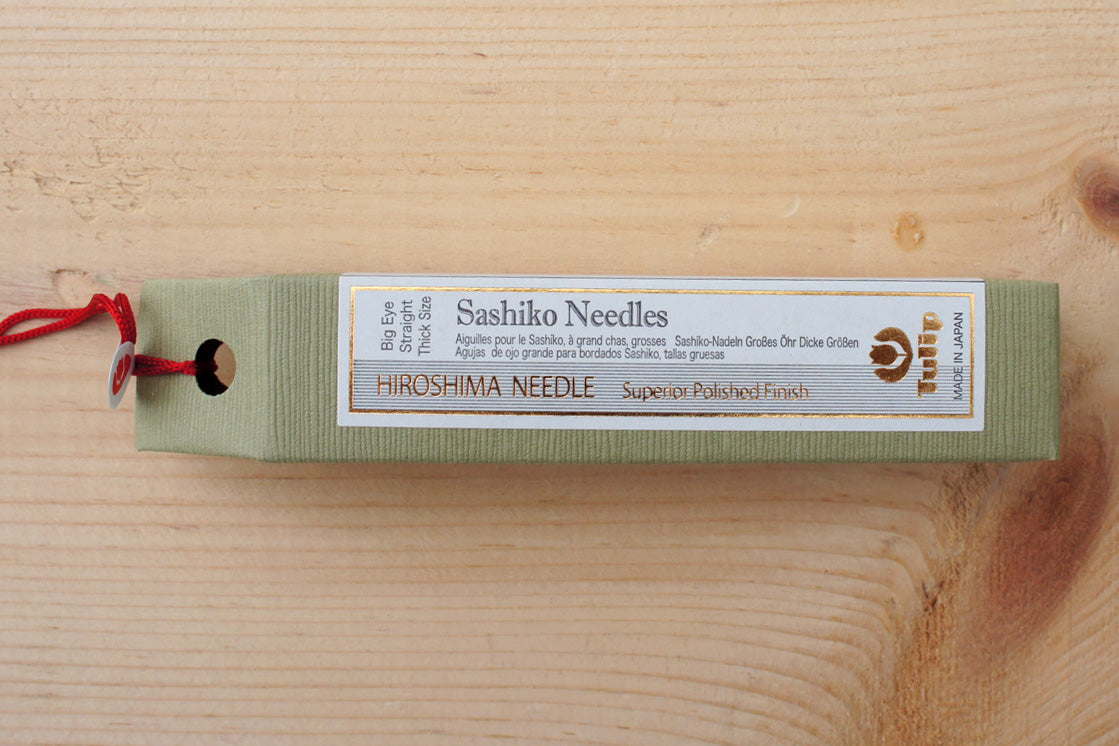 Big Eye
Straight
Thick Size
Sashiko Needles
Aiguilles pour le Sashiko, à grand chas, grosses Sashiko-Nadeln Großes Öhr Dicke Größen
Agujas de ojo grande para bordados Sashiko, tallas gruesas
HIROSHIMA NEEDLE Superior Polished Finish
Tulip
MADE IN JAPAN